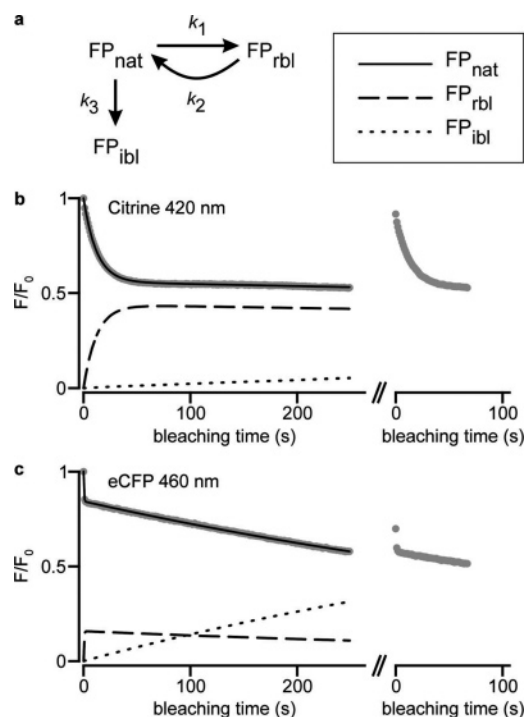 a
k1
FPnat FPrbl
k3 k2
FPibl
FPnat
FPrbl
FPibl
b
Citrine 420 nm
F/F0
1
0.5
0
0 100 200 0 100
bleaching time (s) bleaching time (s)
c
eCFP 460 nm
F/F0
1
0.5
0
0 100 200 0 100
bleaching time (s) bleaching time (s)